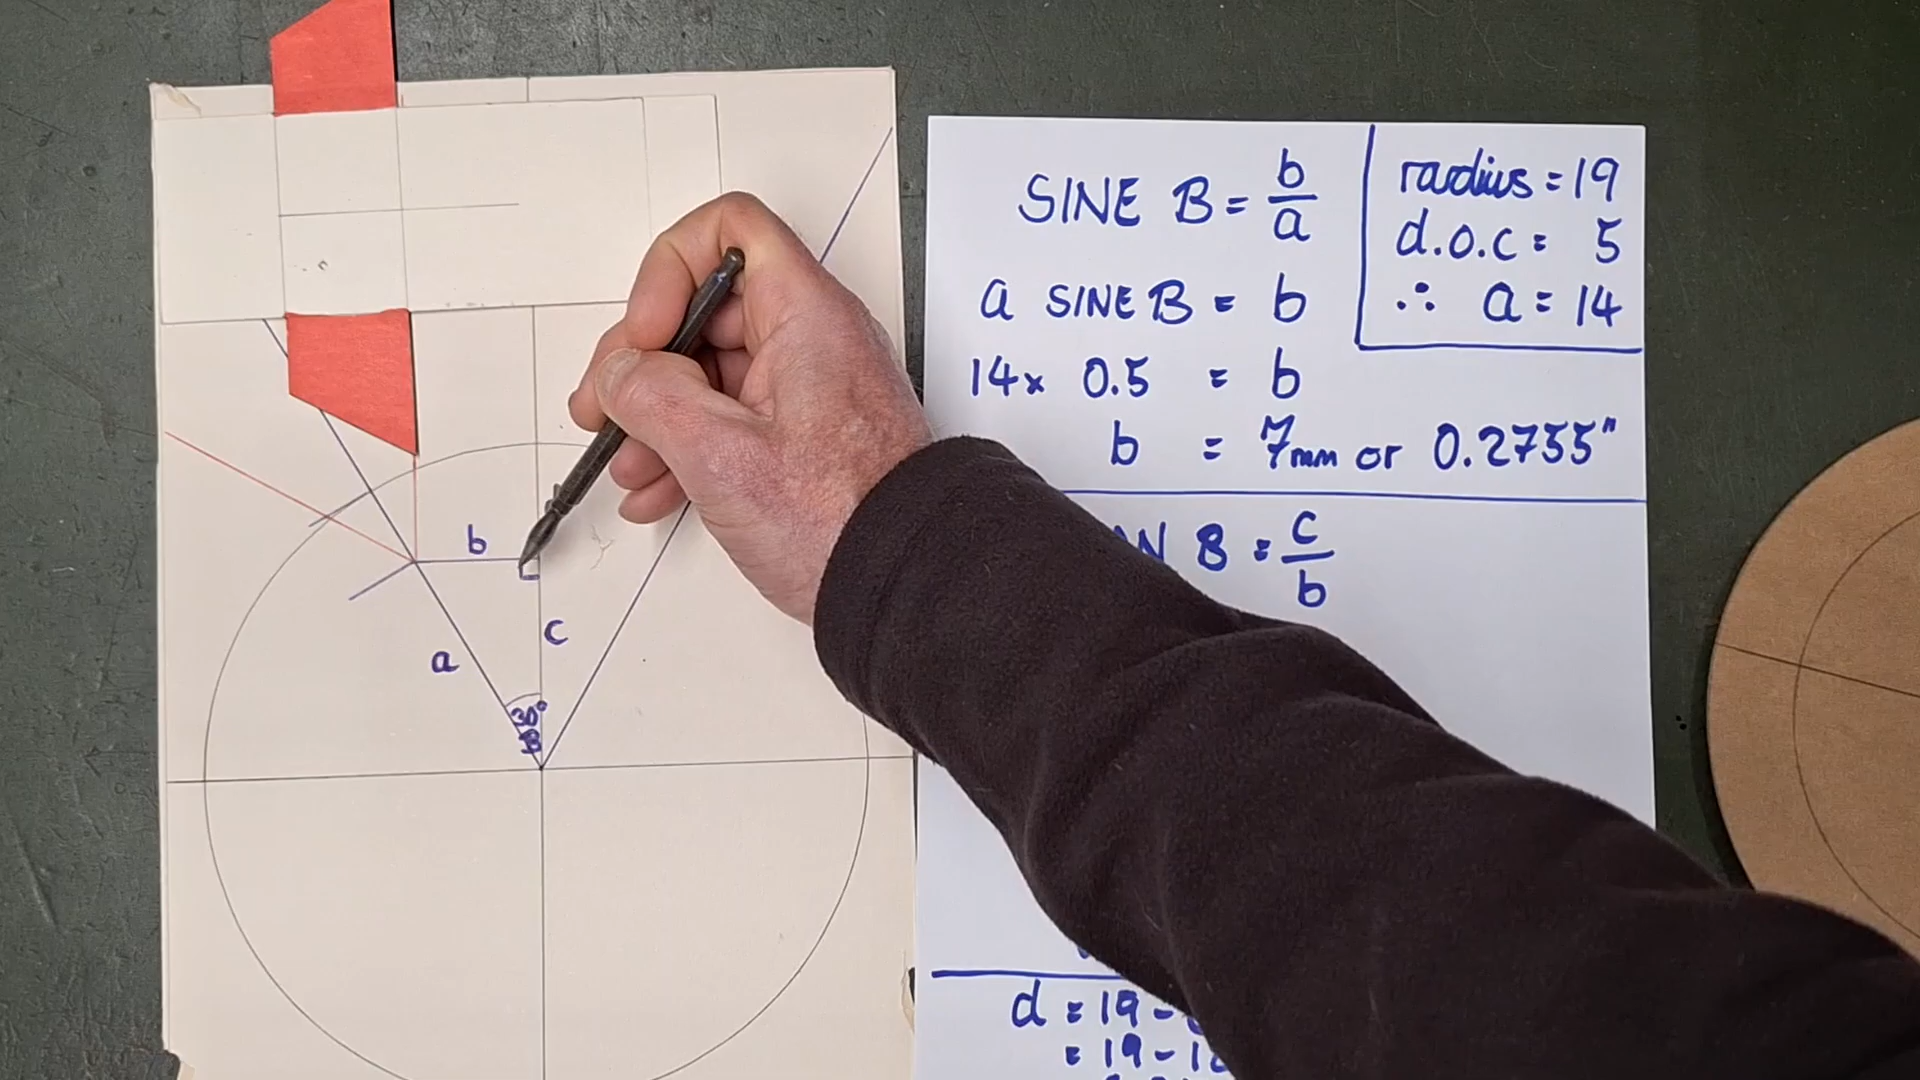 b
c
a
30°
SINE B = b/a
a SINE B = b
14 x 0.5 = b
b = 7mm or 0.2755"
radius = 19
d.o.c = 5
∴ a = 14
B = c/b
d = 19 -
= 19 -